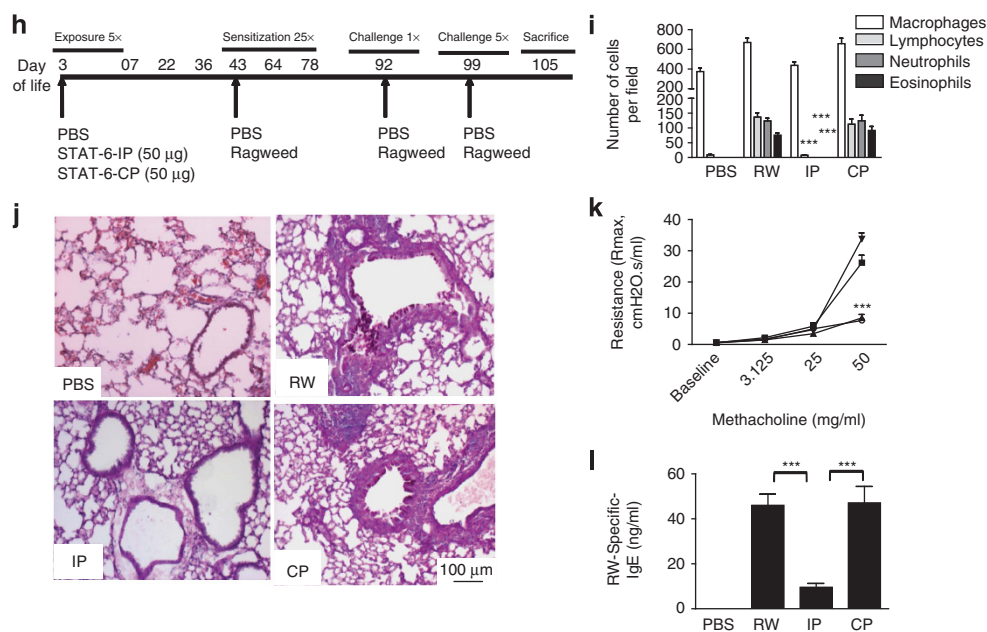 h
Exposure 5×
Sensitization 25×
Challenge 1×
Challenge 5×
Sacrifice
Day of life
3 07 22 36 43 64 78 92 99 105
PBS
STAT-6-IP (50 µg)
STAT-6-CP (50 µg)
PBS
Ragweed
PBS
Ragweed
PBS
Ragweed
i
Macrophages
Lymphocytes
Neutrophils
Eosinophils
Number of cells
per field
800
600
400
200
200
150
100
50
0
***
***
***
PBS RW IP CP
j
PBS
RW
IP
CP
100 µm
k
Resistance (Rmax,
cmH2O.s/ml)
40
30
20
10
0
***
Baseline
3.125
25
50
Methacholine (mg/ml)
l
RW-Specific-
IgE (ng/ml)
60
40
20
0
*** ***
PBS RW IP CP